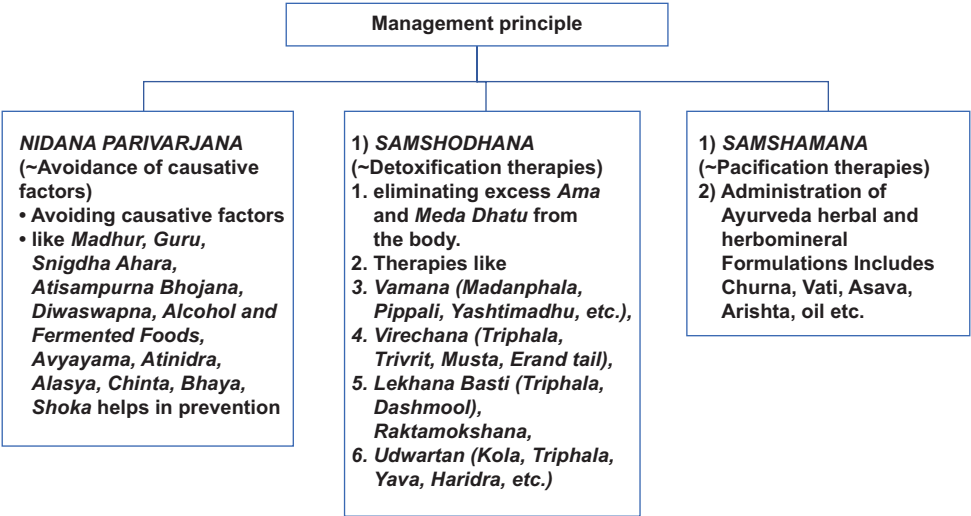 Management principle
NIDANA PARIVARJANA
(~Avoidance of causative
factors)
• Avoiding causative factors
• like Madhur, Guru,
Snigdha Ahara,
Atisampurna Bhojana,
Diwaswapna, Alcohol and
Fermented Foods,
Avyayama, Atinidra,
Alasya, Chinta, Bhaya,
Shoka helps in prevention
1) SAMSHODHANA
(~Detoxification therapies)
1. eliminating excess Ama
and Meda Dhatu from
the body.
2. Therapies like
3. Vamana (Madanphala,
Pippali, Yashtimadhu, etc.),
4. Virechana (Triphala,
Trivrit, Musta, Erand tail),
5. Lekhana Basti (Triphala,
Dashmool),
Raktamokshana,
6. Udwartan (Kola, Triphala,
Yava, Haridra, etc.)
1) SAMSHAMANA
(~Pacification therapies)
2) Administration of
Ayurveda herbal and
herbomineral
Formulations Includes
Churna, Vati, Asava,
Arishta, oil etc.